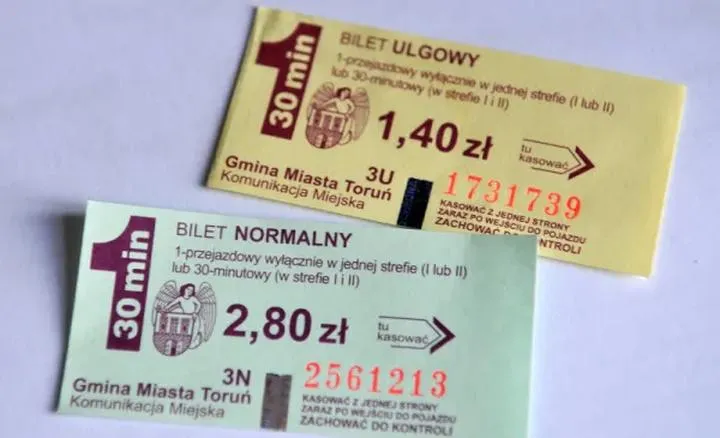 1
30 min
BILET ULGOWY
1-przejazdowy wyłącznie w jednej strefie (I lub II)
lub 30-minutowy (w strefie I i II)
1,40 zł
tu
kasować
3U
Gmina Miasta Toruń
Komunikacja Miejska
1731739
KASOWAĆ Z JEDNEJ STRONY
ZARAZ PO WEJŚCIU DO POJAZDU
ZACHOWAĆ DO KONTROLI
1
30 min
BILET NORMALNY
1-przejazdowy wyłącznie w jednej strefie (I lub II)
lub 30-minutowy (w strefie I i II)
2,80 zł
tu
kasować
3N
Gmina Miasta Toruń
Komunikacja Miejska
2561213
KASOWAĆ Z JEDNEJ STRONY
ZARAZ PO WEJŚCIU DO POJAZDU
ZACHOWAĆ DO KONTROLI